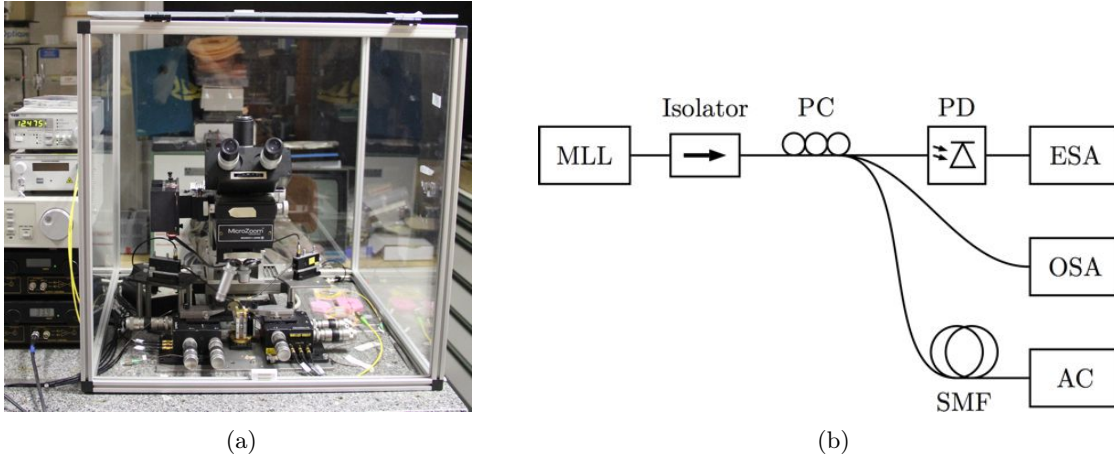 12475
MicroZoom
(a)
Isolator
PC
PD
MLL
ESA
OSA
SMF
AC
(b)